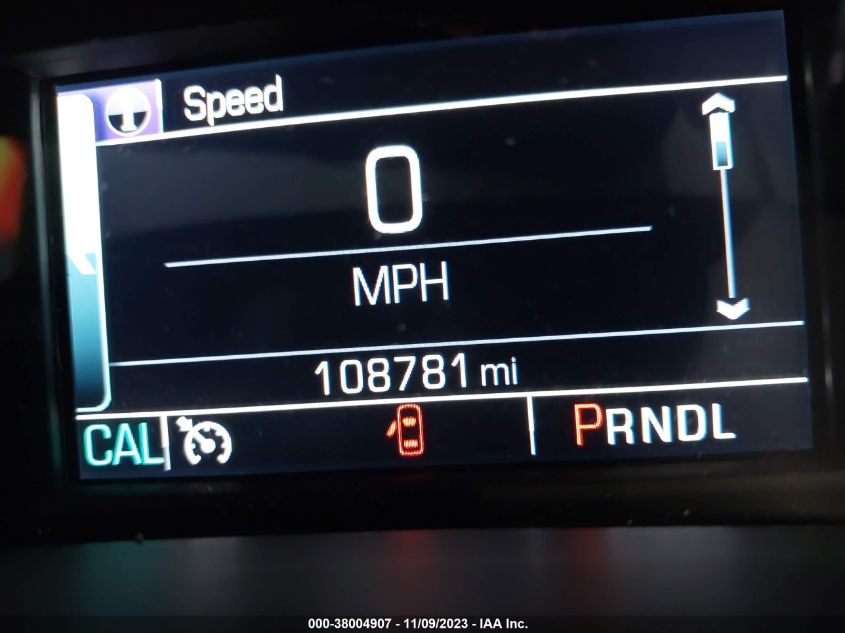 Speed
0
MPH
108781 mi
CAL PRNDL
000-38004907 - 11/09/2023 - IAA Inc.